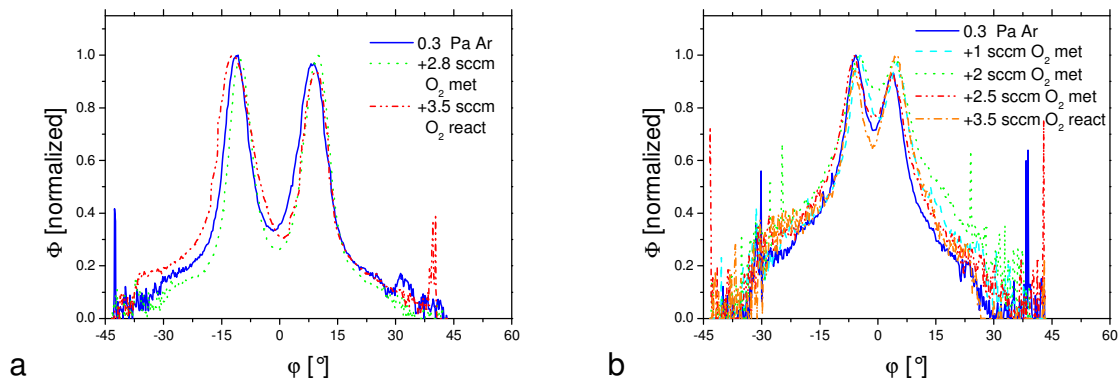 0.3 Pa Ar
+2.8 sccm
O2 met
+3.5 sccm
O2 react
Φ [normalized]
1.0
0.8
0.6
0.4
0.2
0.0
-45 -30 -15 0 15 30 45 60
φ [°]
a
0.3 Pa Ar
+1 sccm O2 met
+2 sccm O2 met
+2.5 sccm O2 met
+3.5 sccm O2 react
Φ [normalized]
1.0
0.8
0.6
0.4
0.2
0.0
-45 -30 -15 0 15 30 45 60
φ [°]
b